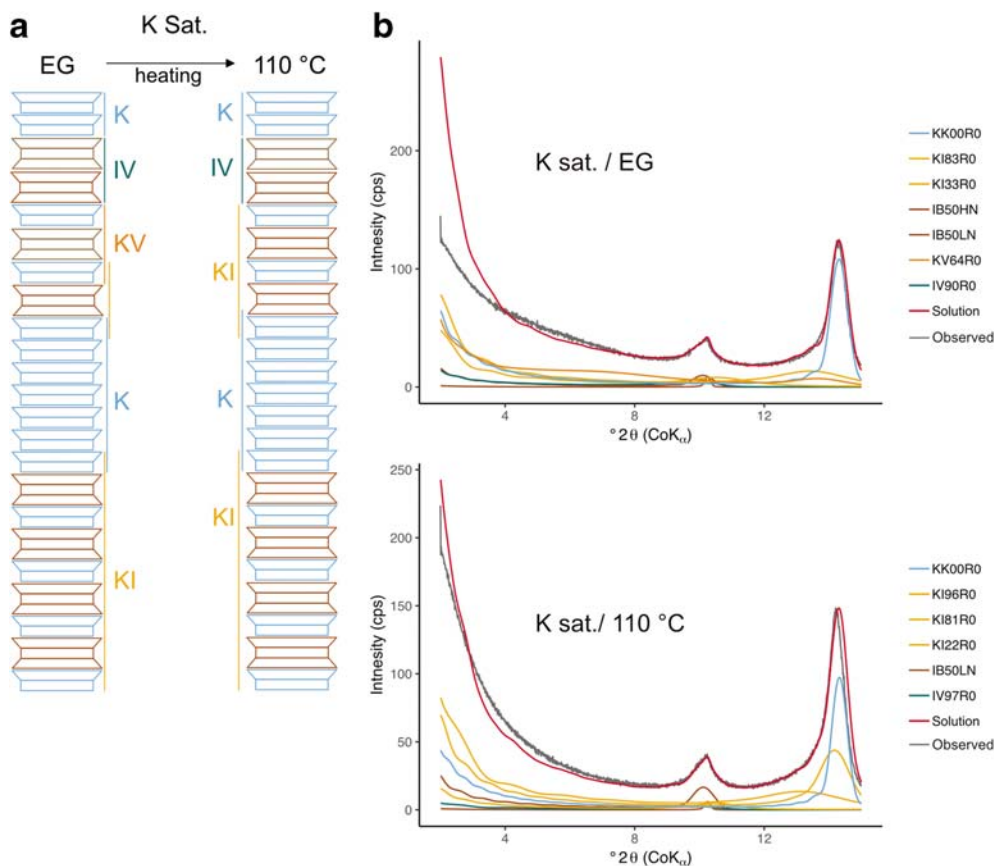 a
K Sat.
EG
heating
110 °C
K
K
IV
IV
KV
KI
K
K
KI
KI
b
Intnesity (cps)
200
100
0
K sat. / EG
4
8
12
°2θ (CoKα)
KK00R0
KI83R0
KI33R0
IB50HN
IB50LN
KV64R0
IV90R0
Solution
Observed
Intnesity (cps)
250
200
150
100
50
0
K sat./ 110 °C
4
8
12
°2θ (CoKα)
KK00R0
KI96R0
KI81R0
KI22R0
IB50LN
IV97R0
Solution
Observed